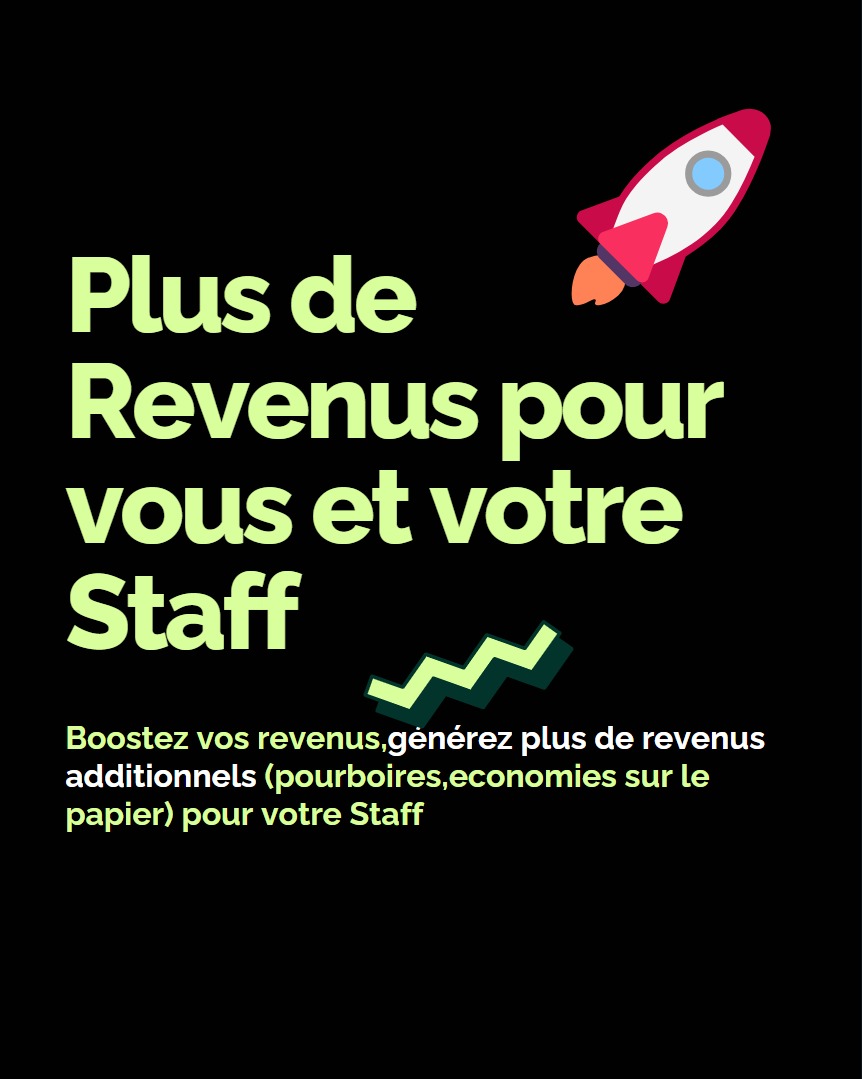 Plus de
Revenus pour
vous et votre
Staff
Boostez vos revenus,générez plus de revenus
additionnels (pourboires,economies sur le
papier) pour votre Staff